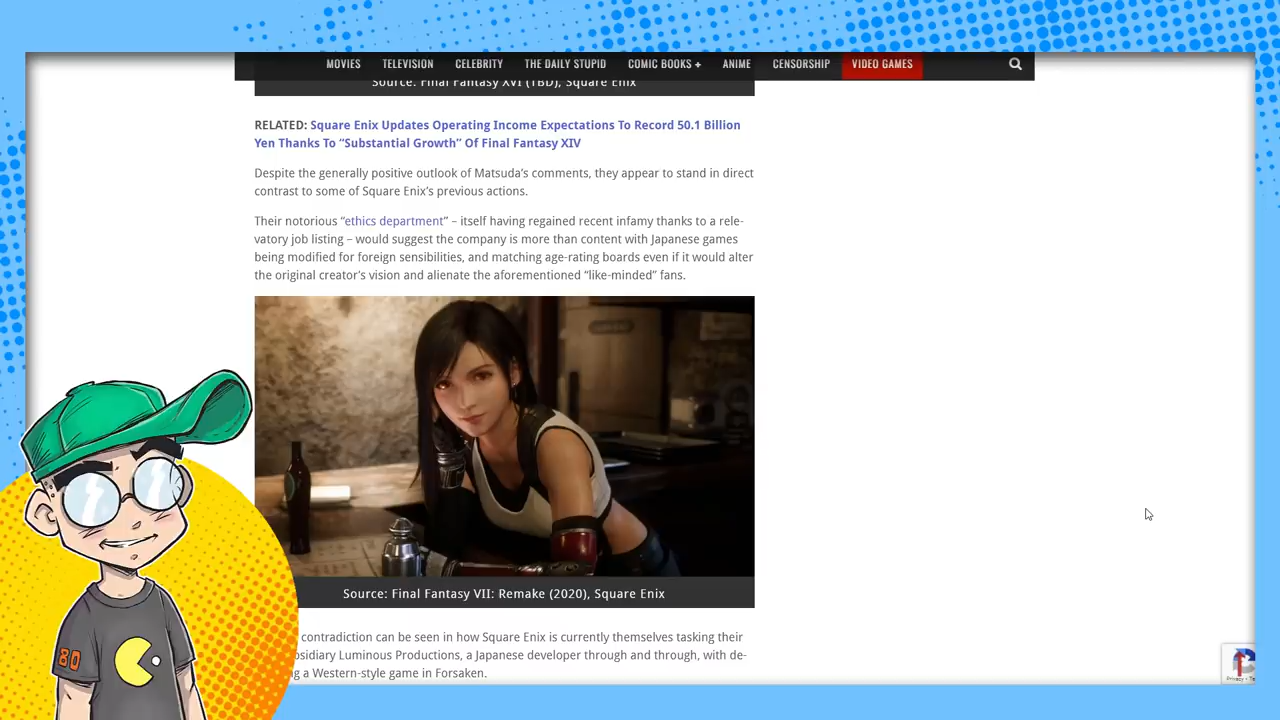 MOVIES TELEVISION CELEBRITY THE DAILY STUPID COMIC BOOKS + ANIME CENSORSHIP VIDEO GAMES
Source: Final Fantasy XVI (TBD), Square Enix
RELATED: Square Enix Updates Operating Income Expectations To Record 50.1 Billion
Yen Thanks To “Substantial Growth” Of Final Fantasy XIV
Despite the generally positive outlook of Matsuda’s comments, they appear to stand in direct
contrast to some of Square Enix’s previous actions.
Their notorious “ethics department” – itself having regained recent infamy thanks to a rele-
vatory job listing – would suggest the company is more than content with Japanese games
being modified for foreign sensibilities, and matching age-rating boards even if it would alter
the original creator’s vision and alienate the aforementioned “like-minded” fans.
Source: Final Fantasy VII: Remake (2020), Square Enix
contradiction can be seen in how Square Enix is currently themselves tasking their
sidiary Luminous Productions, a Japanese developer through and through, with de-
g a Western-style game in Forsaken.
80